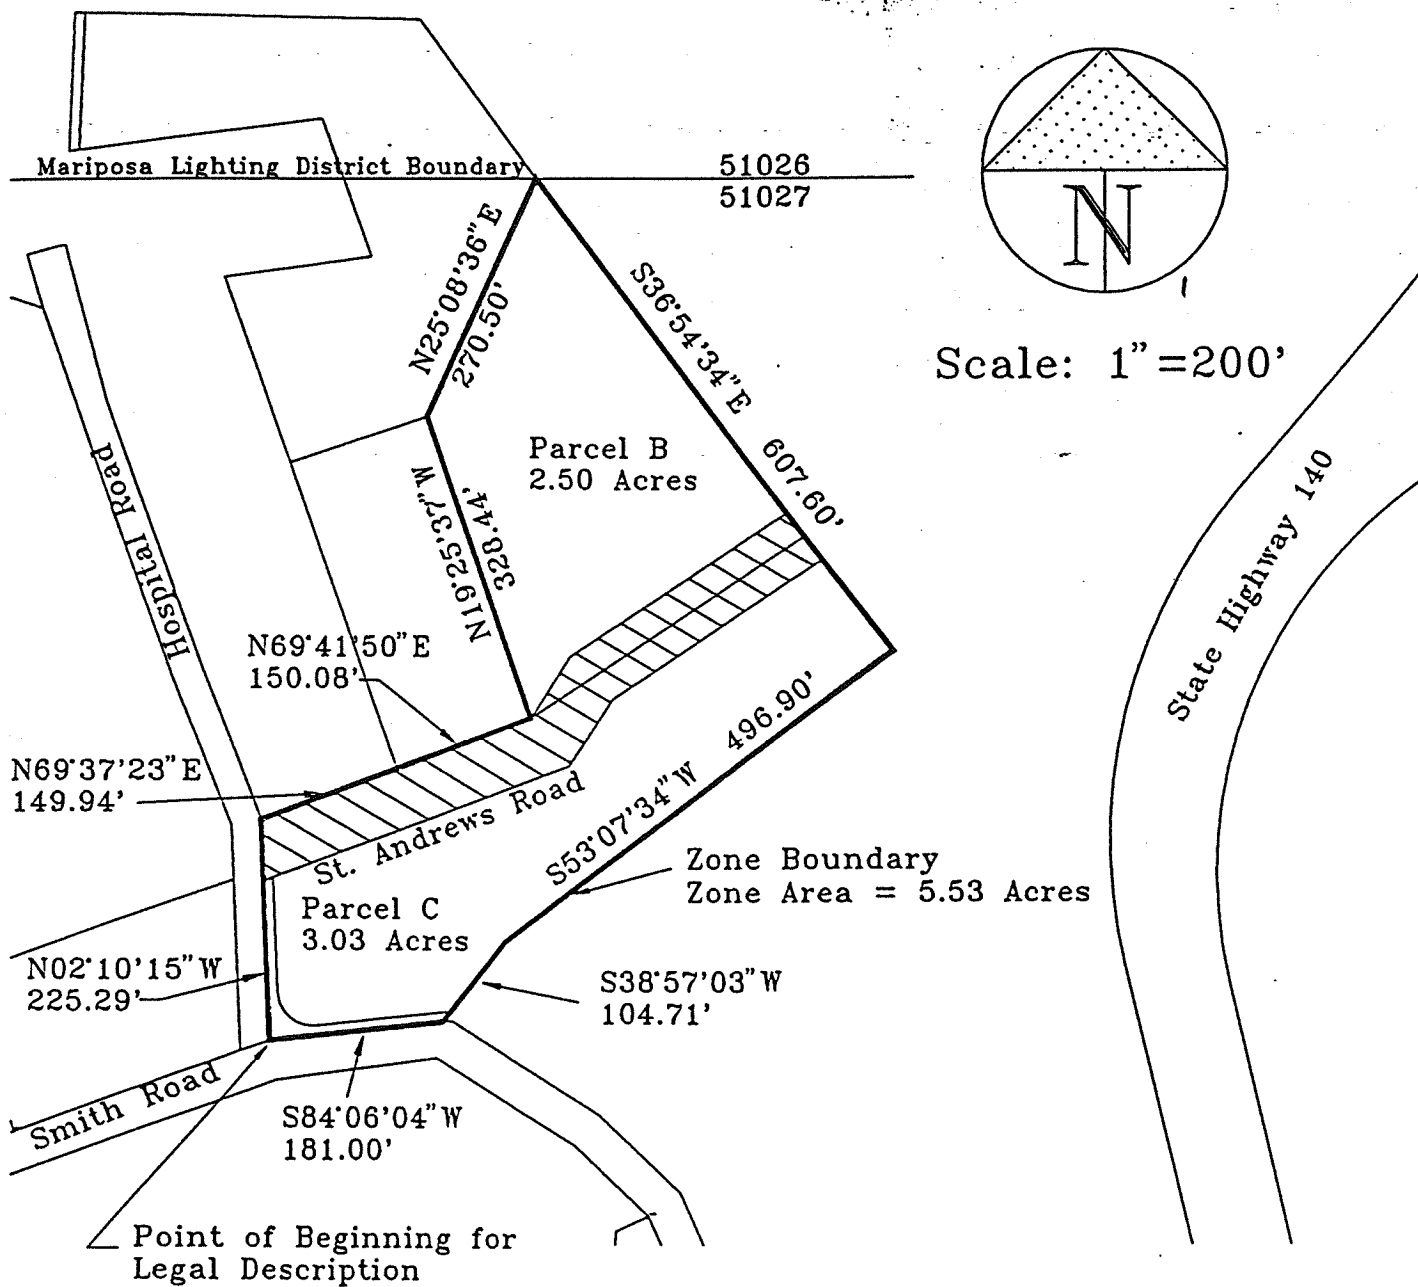 Mariposa Lighting District Boundary
51026
51027
N
Scale: 1"=200'
N25°08'36"E
270.50'
S36°54'34"E 607.60'
Parcel B
2.50 Acres
N19°25'37"W
328.44'
Hospital Road
State Highway 140
N69°41'50"E
150.08'
N69°37'23"E
149.94'
St. Andrews Road
S53°07'34"W 496.90'
Zone Boundary
Zone Area = 5.53 Acres
Parcel C
3.03 Acres
N02°10'15"W
225.29'
S38°57'03"W
104.71'
Smith Road
S84°06'04"W
181.00'
Point of Beginning for
Legal Description